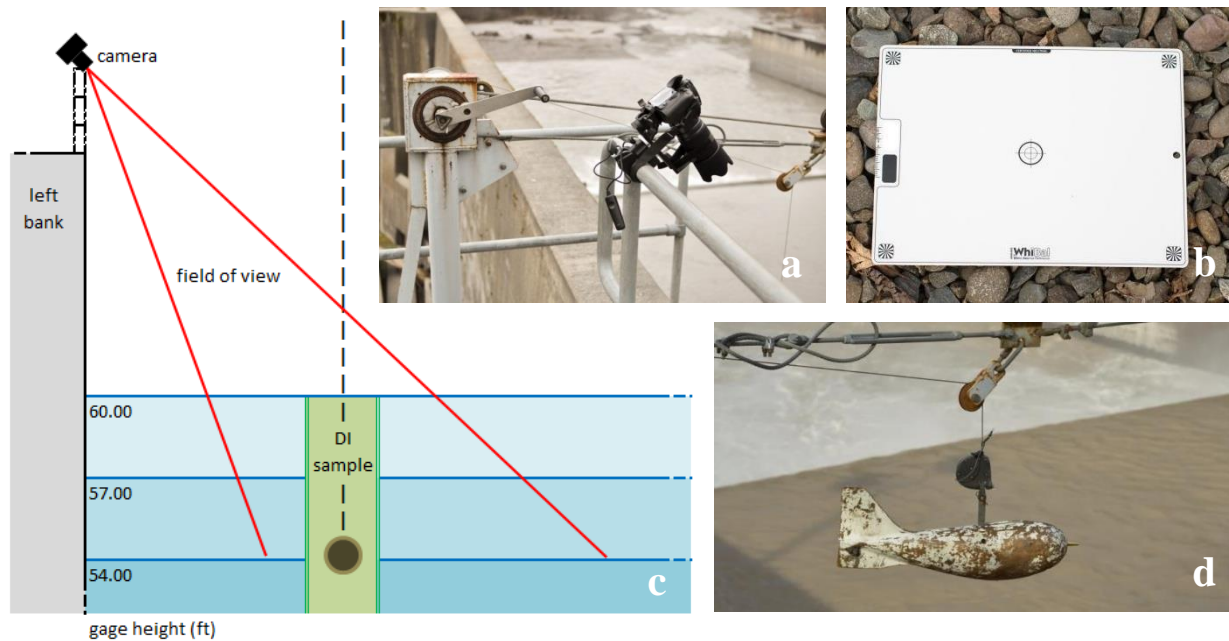 camera
left
bank
field of view
60.00
DI
sample
57.00
54.00
gage height (ft)
a
WhiBal
b
c
d